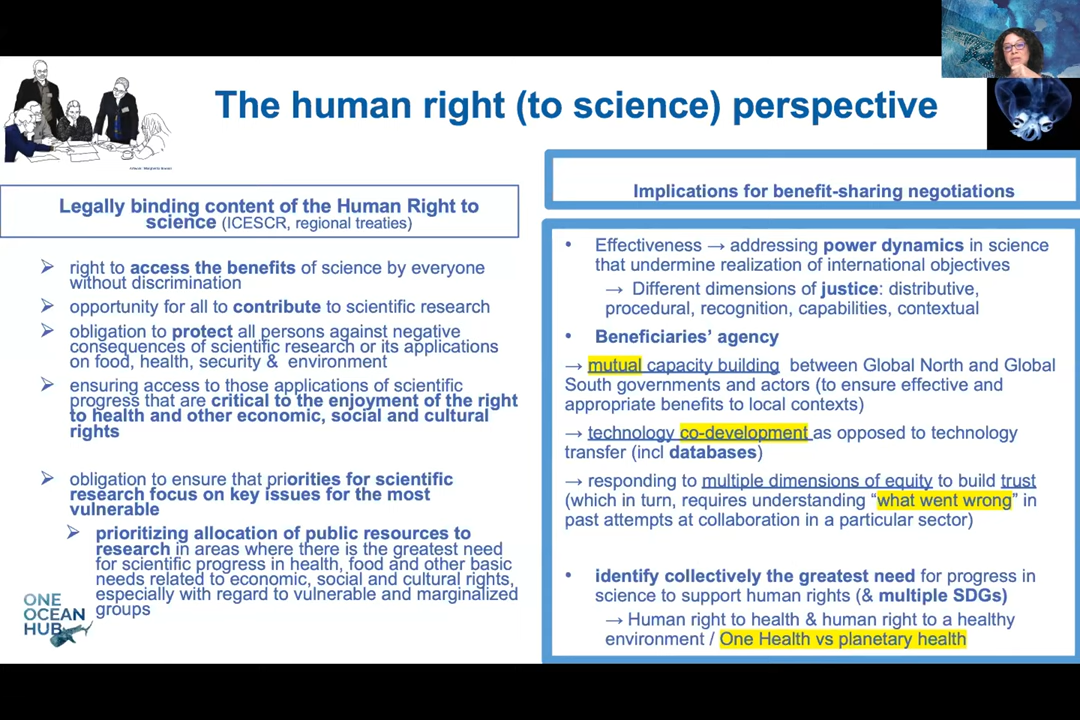 The human right (to science) perspective
Legally binding content of the Human Right to
science (ICESCR, regional treaties)
➢ right to access the benefits of science by everyone
without discrimination
➢ opportunity for all to contribute to scientific research
➢ obligation to protect all persons against negative
consequences of scientific research or its applications
on food, health, security & environment
➢ ensuring access to those applications of scientific
progress that are critical to the enjoyment of the right
to health and other economic, social and cultural
rights
➢ obligation to ensure that priorities for scientific
research focus on key issues for the most
vulnerable
➢ prioritizing allocation of public resources to
research in areas where there is the greatest need
for scientific progress in health, food and other basic
needs related to economic, social and cultural rights,
especially with regard to vulnerable and marginalized
groups
ONE
OCEAN
HUB
Implications for benefit-sharing negotiations
• Effectiveness → addressing power dynamics in science
that undermine realization of international objectives
→ Different dimensions of justice: distributive,
procedural, recognition, capabilities, contextual
• Beneficiaries’ agency
→ mutual capacity building between Global North and Global
South governments and actors (to ensure effective and
appropriate benefits to local contexts)
→ technology co-development as opposed to technology
transfer (incl databases)
→ responding to multiple dimensions of equity to build trust
(which in turn, requires understanding “what went wrong” in
past attempts at collaboration in a particular sector)
• identify collectively the greatest need for progress in
science to support human rights (& multiple SDGs)
→ Human right to health & human right to a healthy
environment / One Health vs planetary health